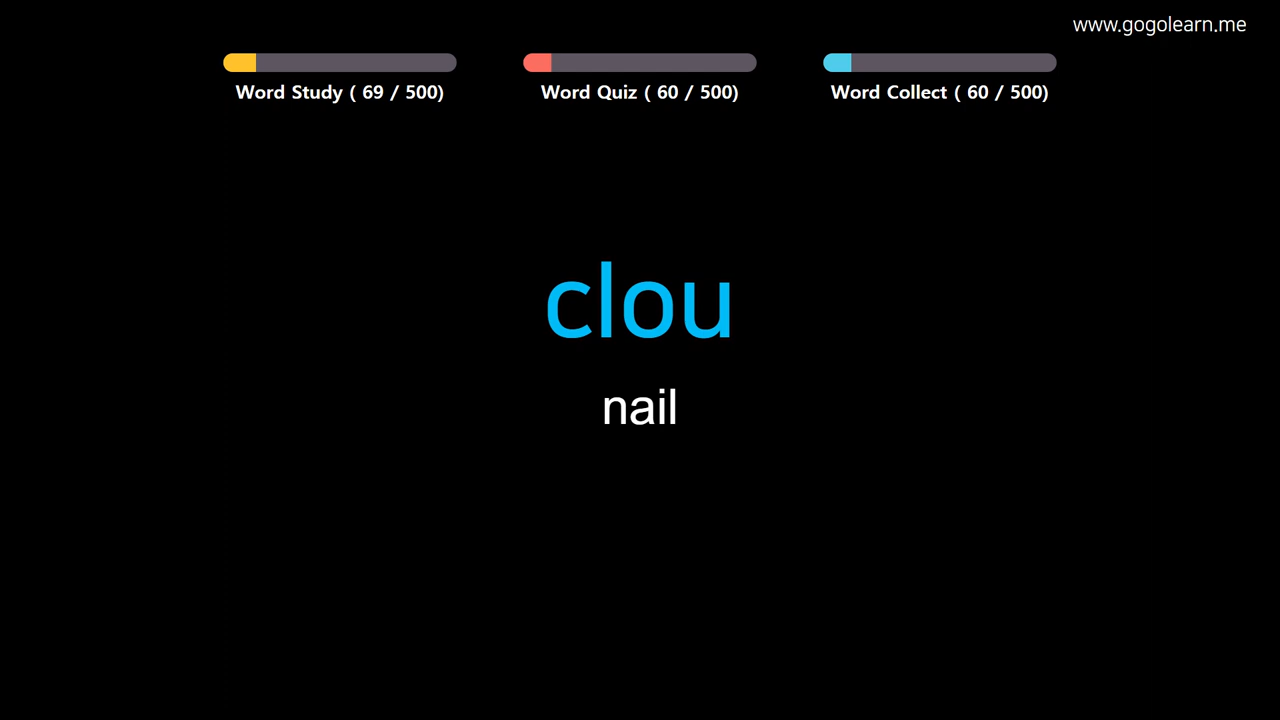 www.gogolearn.me
Word Study ( 69 / 500)
Word Quiz ( 60 / 500)
Word Collect ( 60 / 500)
clou
nail